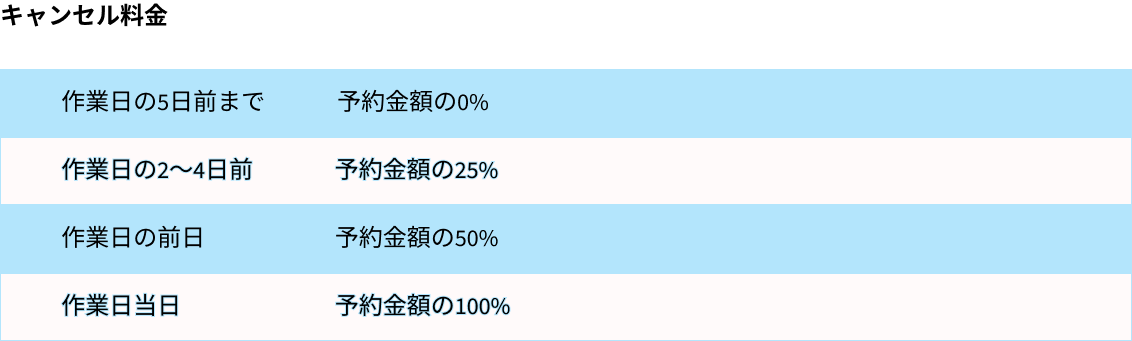 キャンセル料金
作業日の5日前まで 予約金額の0%
作業日の2〜4日前 予約金額の25%
作業日の前日 予約金額の50%
作業日当日 予約金額の100%